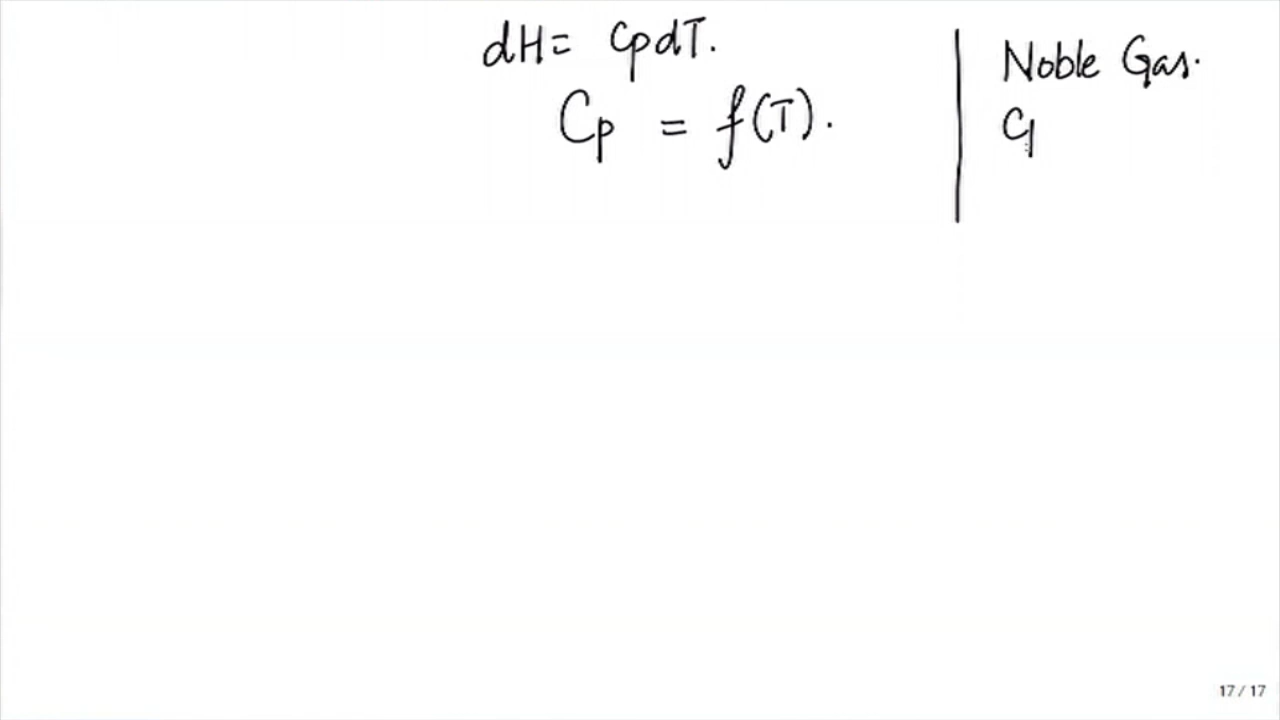 dH = CpdT.
Cp = f(T).
Noble Gas.
C
17 / 17